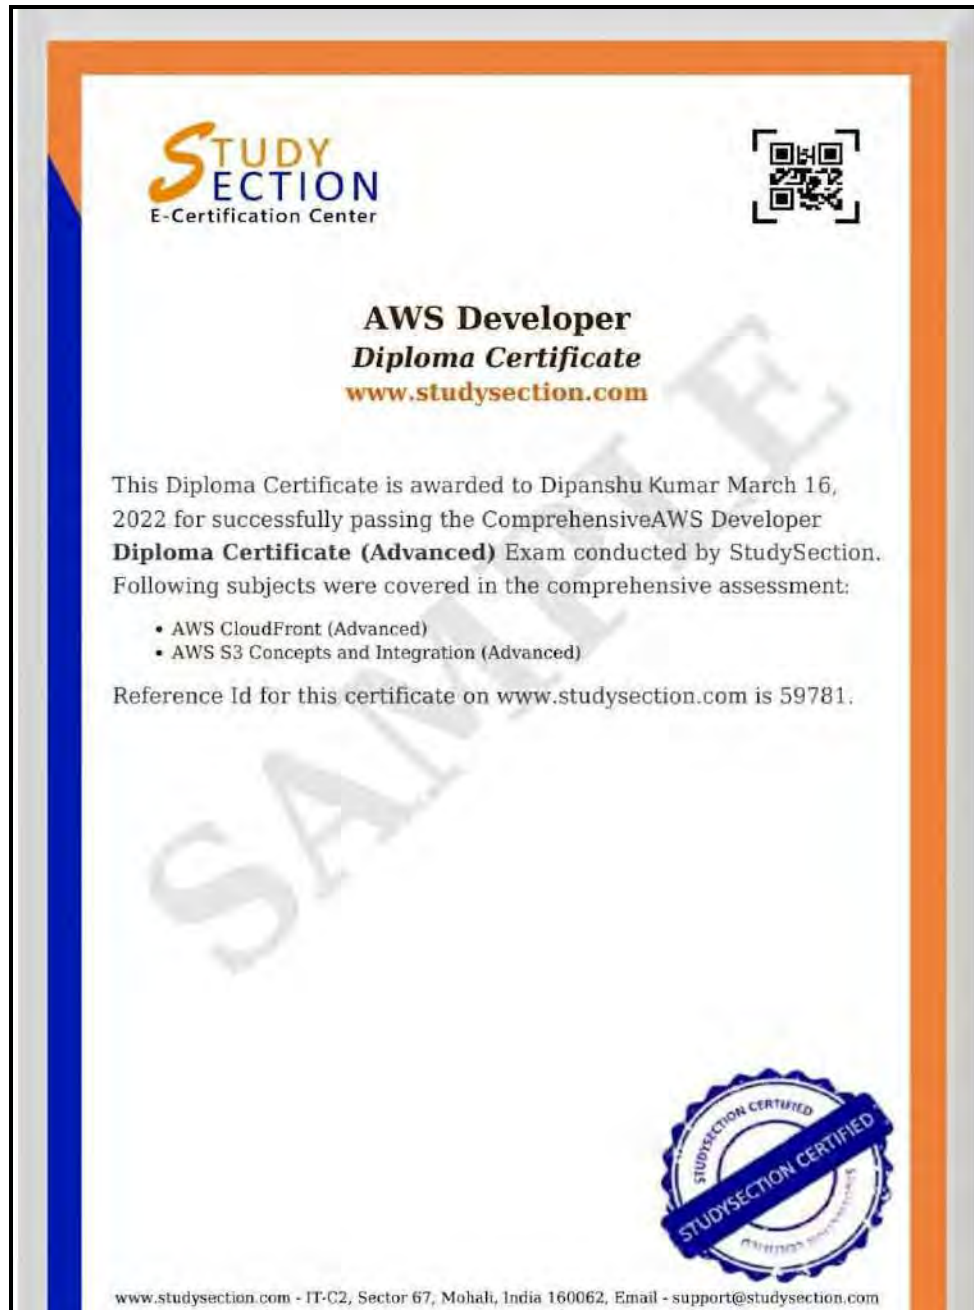 STUDY
SECTION
E-Certification Center
AWS Developer
Diploma Certificate
www.studysection.com
This Diploma Certificate is awarded to Dipanshu Kumar March 16,
2022 for successfully passing the ComprehensiveAWS Developer
Diploma Certificate (Advanced) Exam conducted by StudySection.
Following subjects were covered in the comprehensive assessment:
• AWS CloudFront (Advanced)
• AWS S3 Concepts and Integration (Advanced)
Reference Id for this certificate on www.studysection.com is 59781.
SAMPLE
STUDYSECTION CERTIFIED
STUDYSECTION CERTIFIED
www.studysection.com - IT-C2, Sector 67, Mohali, India 160062, Email - support@studysection.com